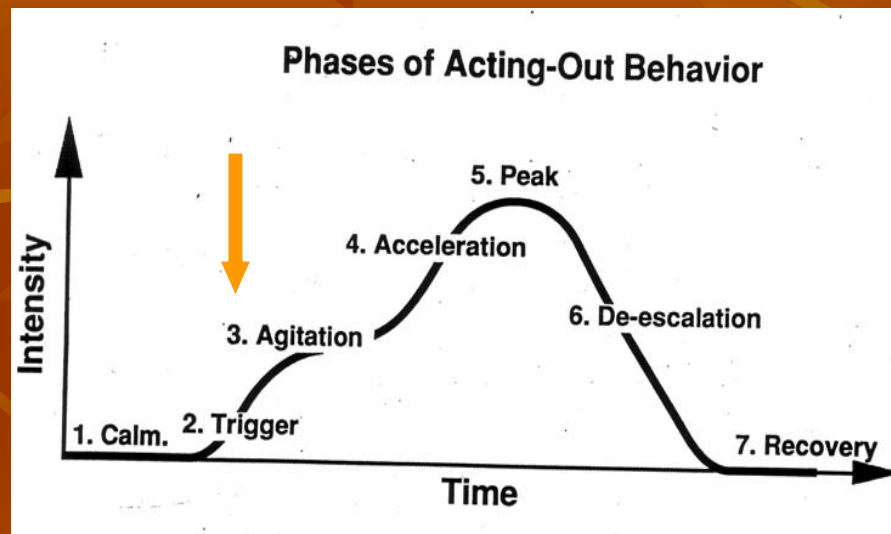 Phases of Acting-Out Behavior
5. Peak
4. Acceleration
6. De-escalation
3. Agitation
2. Trigger
1. Calm.
7. Recovery
Intensity
Time